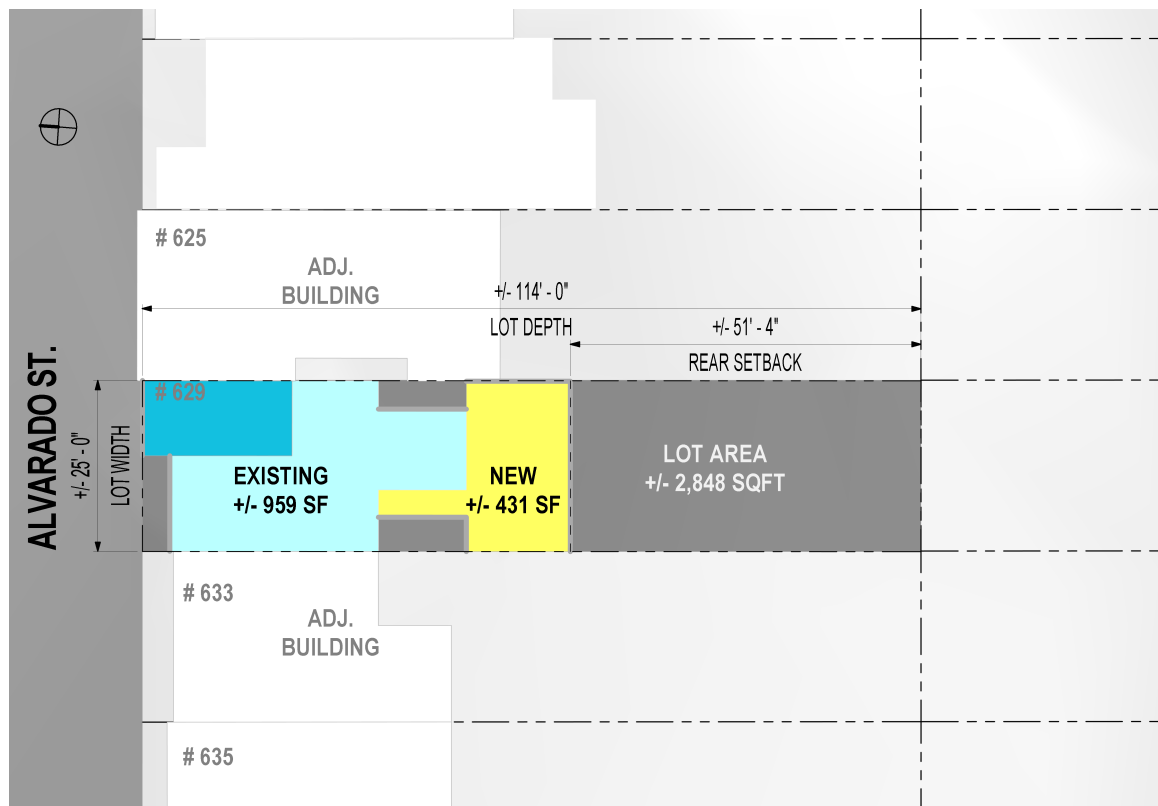 # 625
ADJ.
BUILDING
+/- 114' - 0"
LOT DEPTH
+/- 51' - 4"
REAR SETBACK
ALVARADO ST.
+/- 25' - 0"
LOT WIDTH
# 629
EXISTING
+/- 959 SF
NEW
+/- 431 SF
LOT AREA
+/- 2,848 SQFT
# 633
ADJ.
BUILDING
# 635